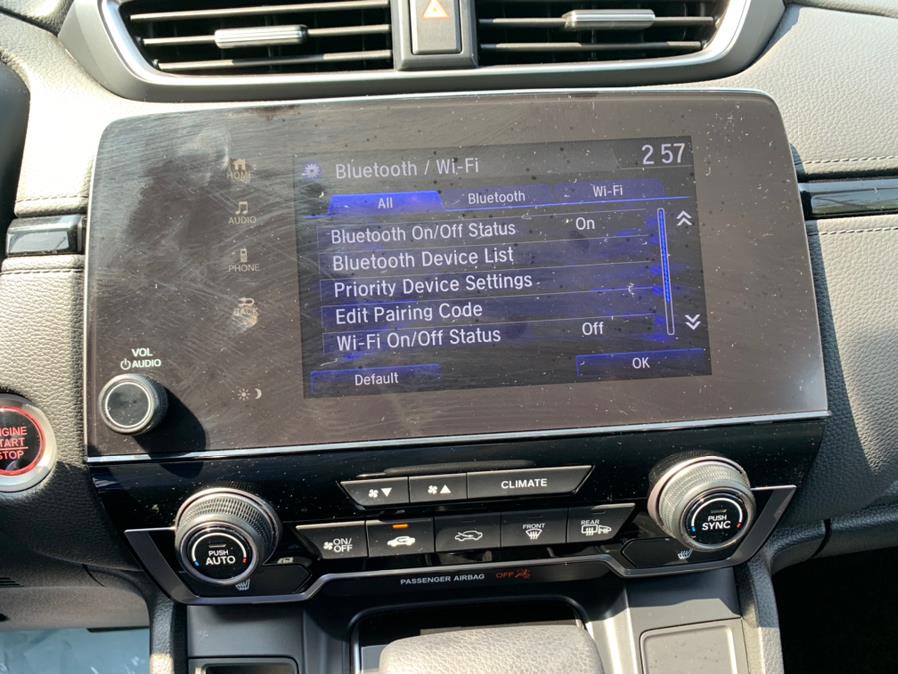 2 57
Bluetooth / Wi-Fi
All Bluetooth Wi-Fi
Bluetooth On/Off Status On
Bluetooth Device List
Priority Device Settings
Edit Pairing Code
Wi-Fi On/Off Status Off
Default OK
HOME
AUDIO
PHONE
VOL
AUDIO
ENGINE
START
STOP
CLIMATE
PUSH
AUTO
ON/
OFF
FRONT
REAR
PUSH
SYNC
PASSENGER AIRBAG OFF